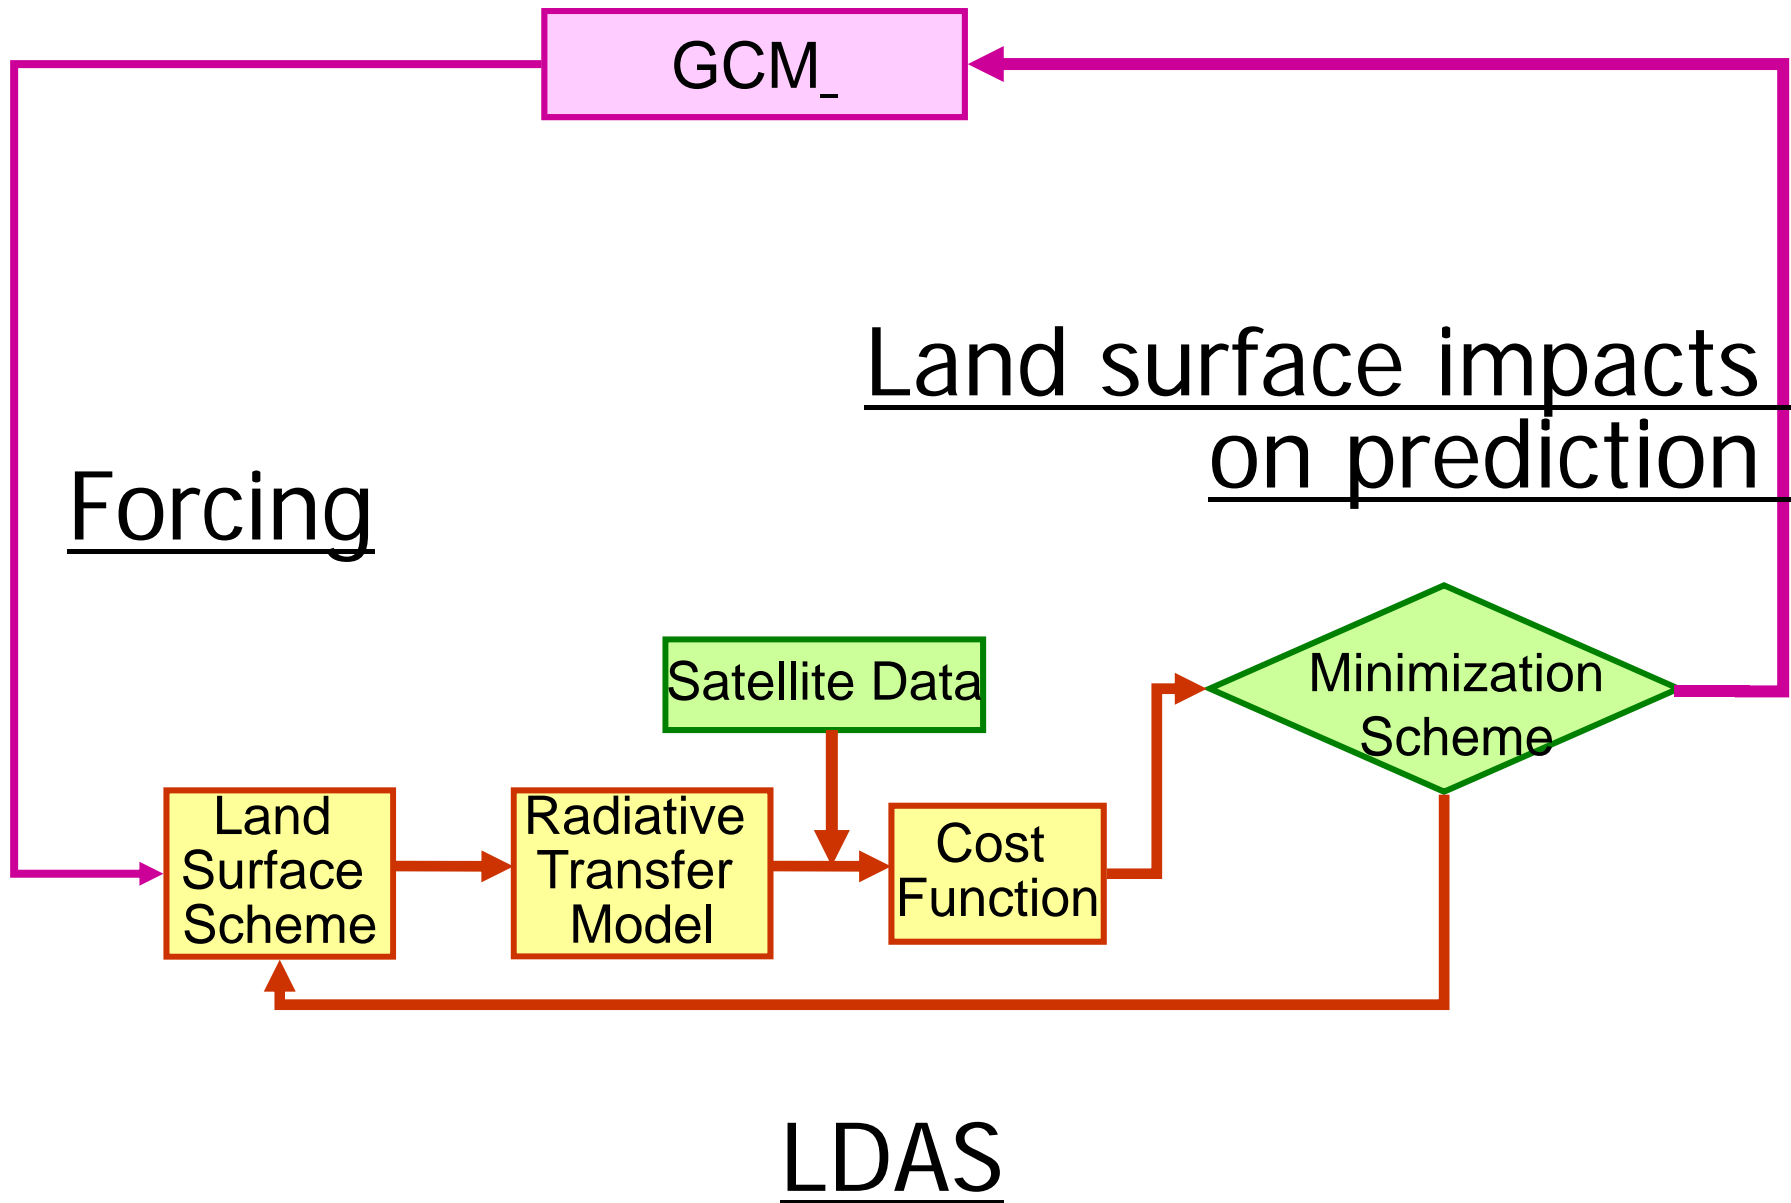 GCM_
Land surface impacts
on prediction
Forcing
Satellite Data
Minimization
Scheme
Land
Surface
Scheme
Radiative
Transfer
Model
Cost
Function
LDAS